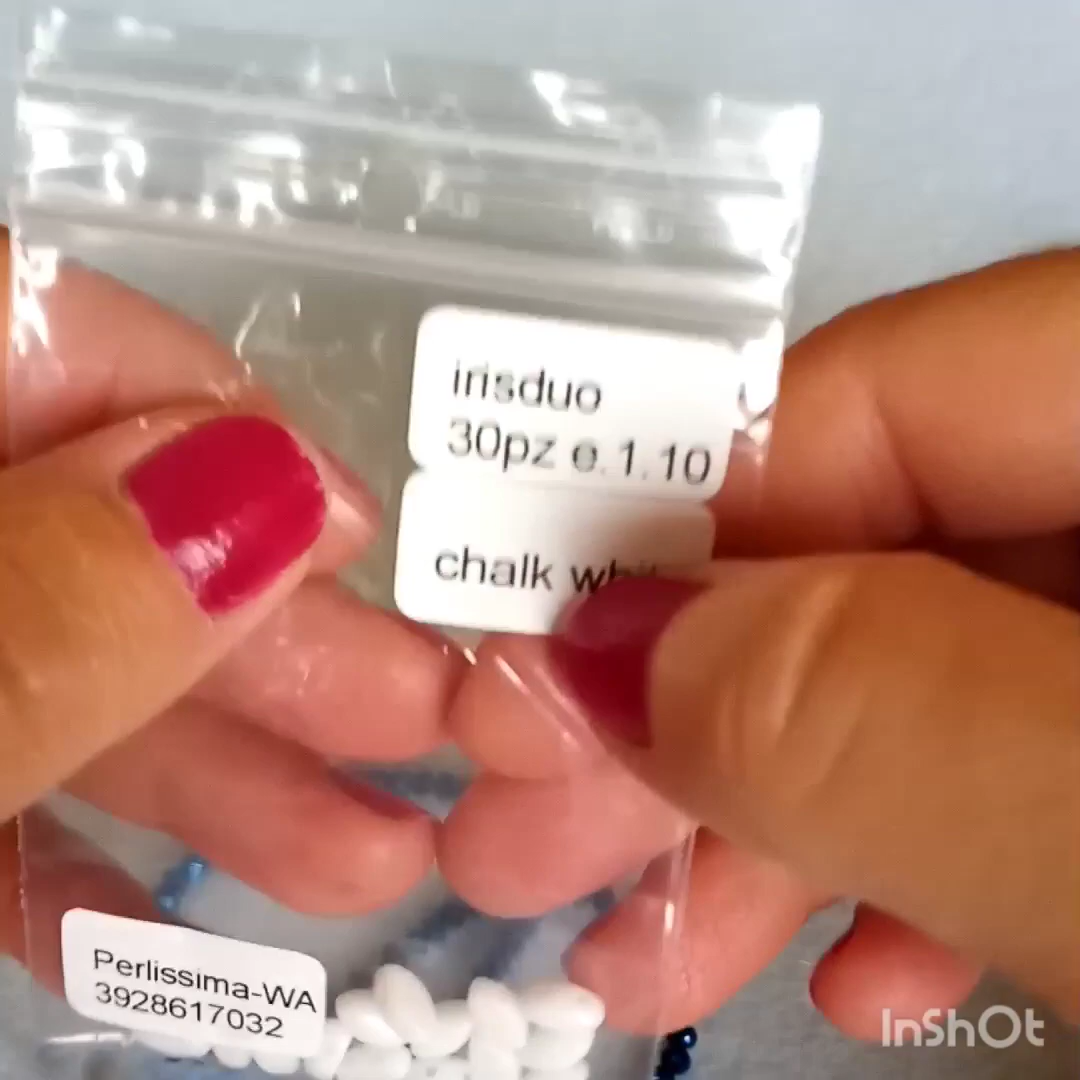 irisduo
30pz e.1.10
chalk
Perlissima-WA
3928617032
InShOt